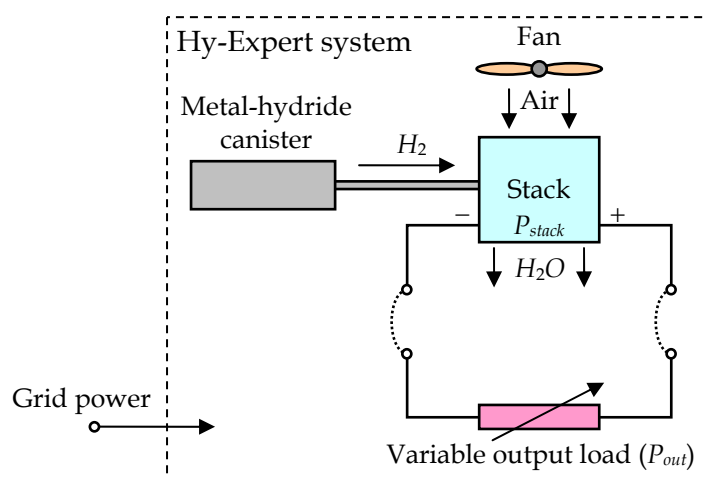 Hy-Expert system
Fan
Air
Metal-hydride
canister
H2
Stack
− +
Pstack
H2O
Grid power
Variable output load (Pout)